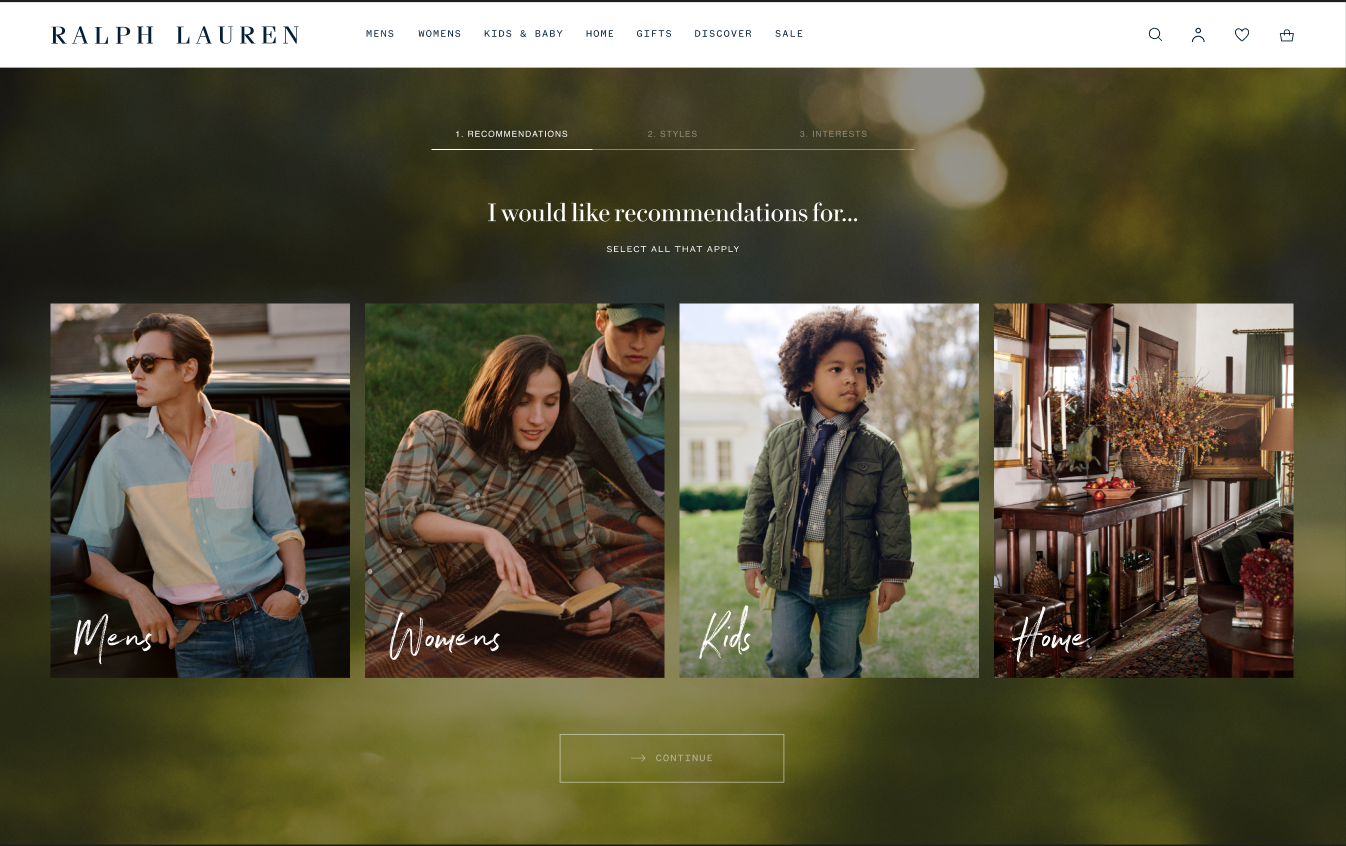 RALPH LAUREN
MENS WOMENS KIDS & BABY HOME GIFTS DISCOVER SALE
1. RECOMMENDATIONS 2. STYLES 3. INTERESTS
I would like recommendations for...
SELECT ALL THAT APPLY
Mens Womens Kids Home
CONTINUE